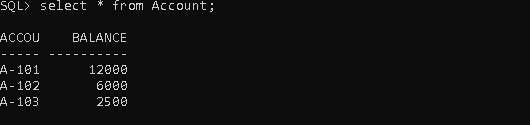 SQL> select * from Account;
ACCOU    BALANCE
----- ----------
A-101      12000
A-102       6000
A-103       2500